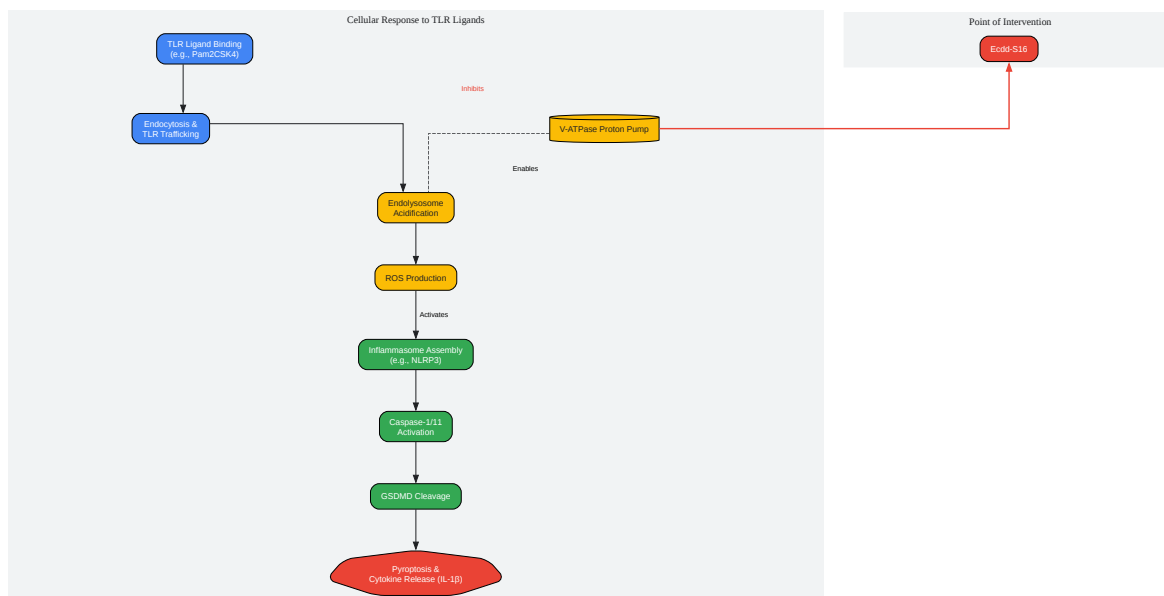 Cellular Response to TLR Ligands
Point of Intervention
TLR Ligand Binding
(e.g., Pam2CSK4)
Ecdd-S16
Inhibits
Endocytosis &
TLR Trafficking
V-ATPase Proton Pump
Enables
Endolysosome
Acidification
ROS Production
Activates
Inflammasome Assembly
(e.g., NLRP3)
Caspase-1/11
Activation
GSDMD Cleavage
Pyroptosis &
Cytokine Release (IL-1β)